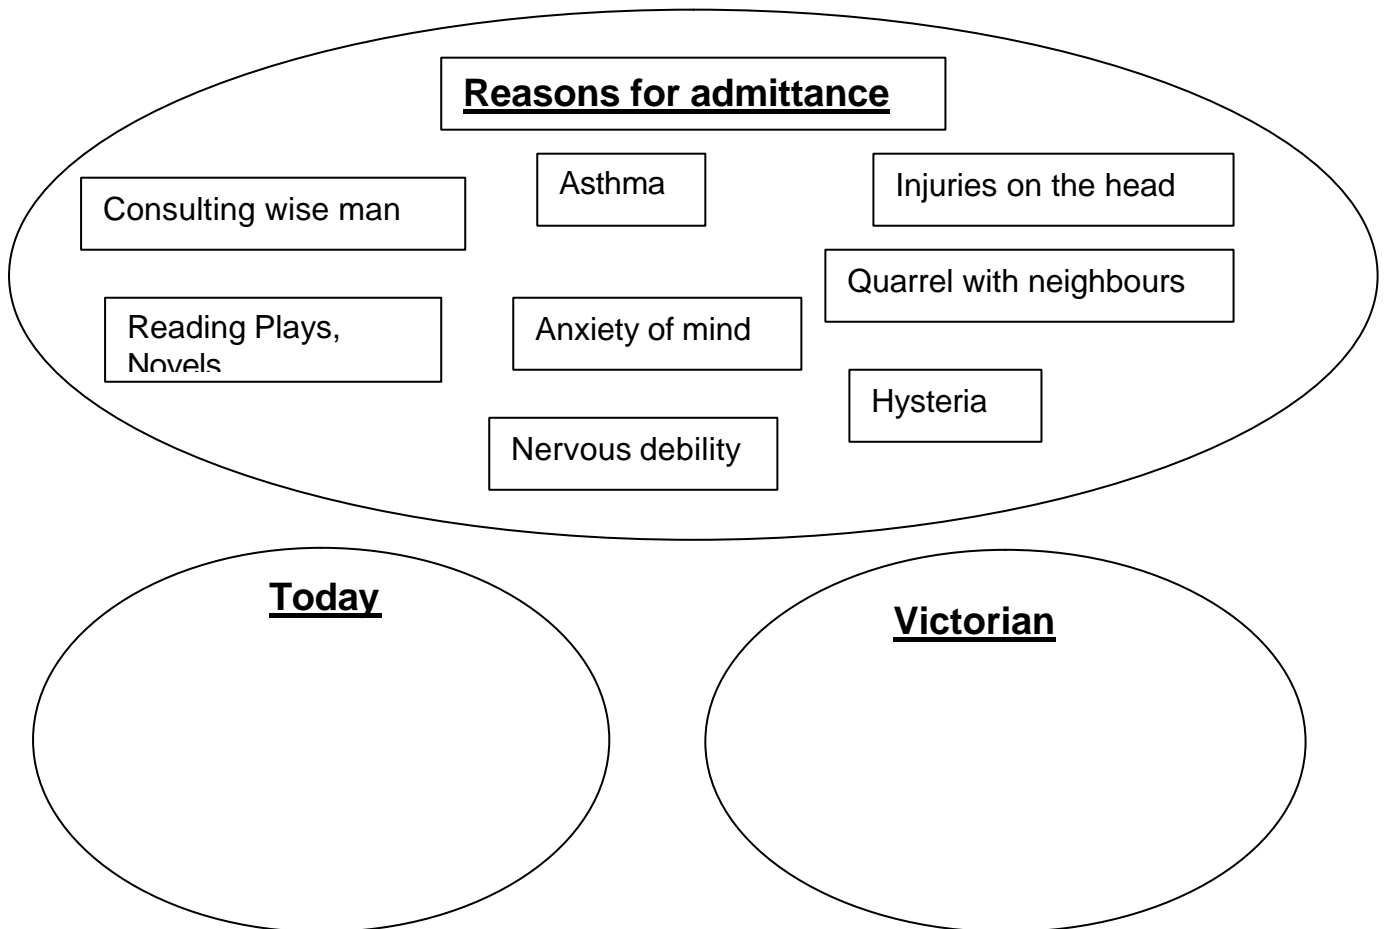 Reasons for admittance
Asthma
Injuries on the head
Consulting wise man
Quarrel with neighbours
Reading Plays,
Novels
Anxiety of mind
Hysteria
Nervous debility
Today
Victorian